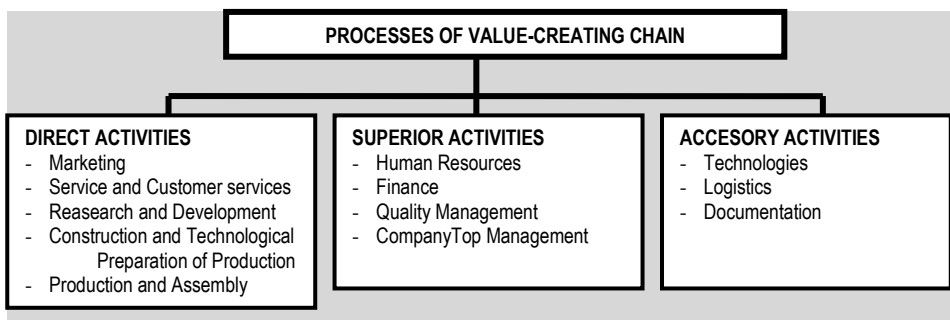 PROCESSES OF VALUE-CREATING CHAIN
DIRECT ACTIVITIES
- Marketing
- Service and Customer services
- Reasearch and Development
- Construction and Technological
Preparation of Production
- Production and Assembly
SUPERIOR ACTIVITIES
- Human Resources
- Finance
- Quality Management
- CompanyTop Management
ACCESORY ACTIVITIES
- Technologies
- Logistics
- Documentation